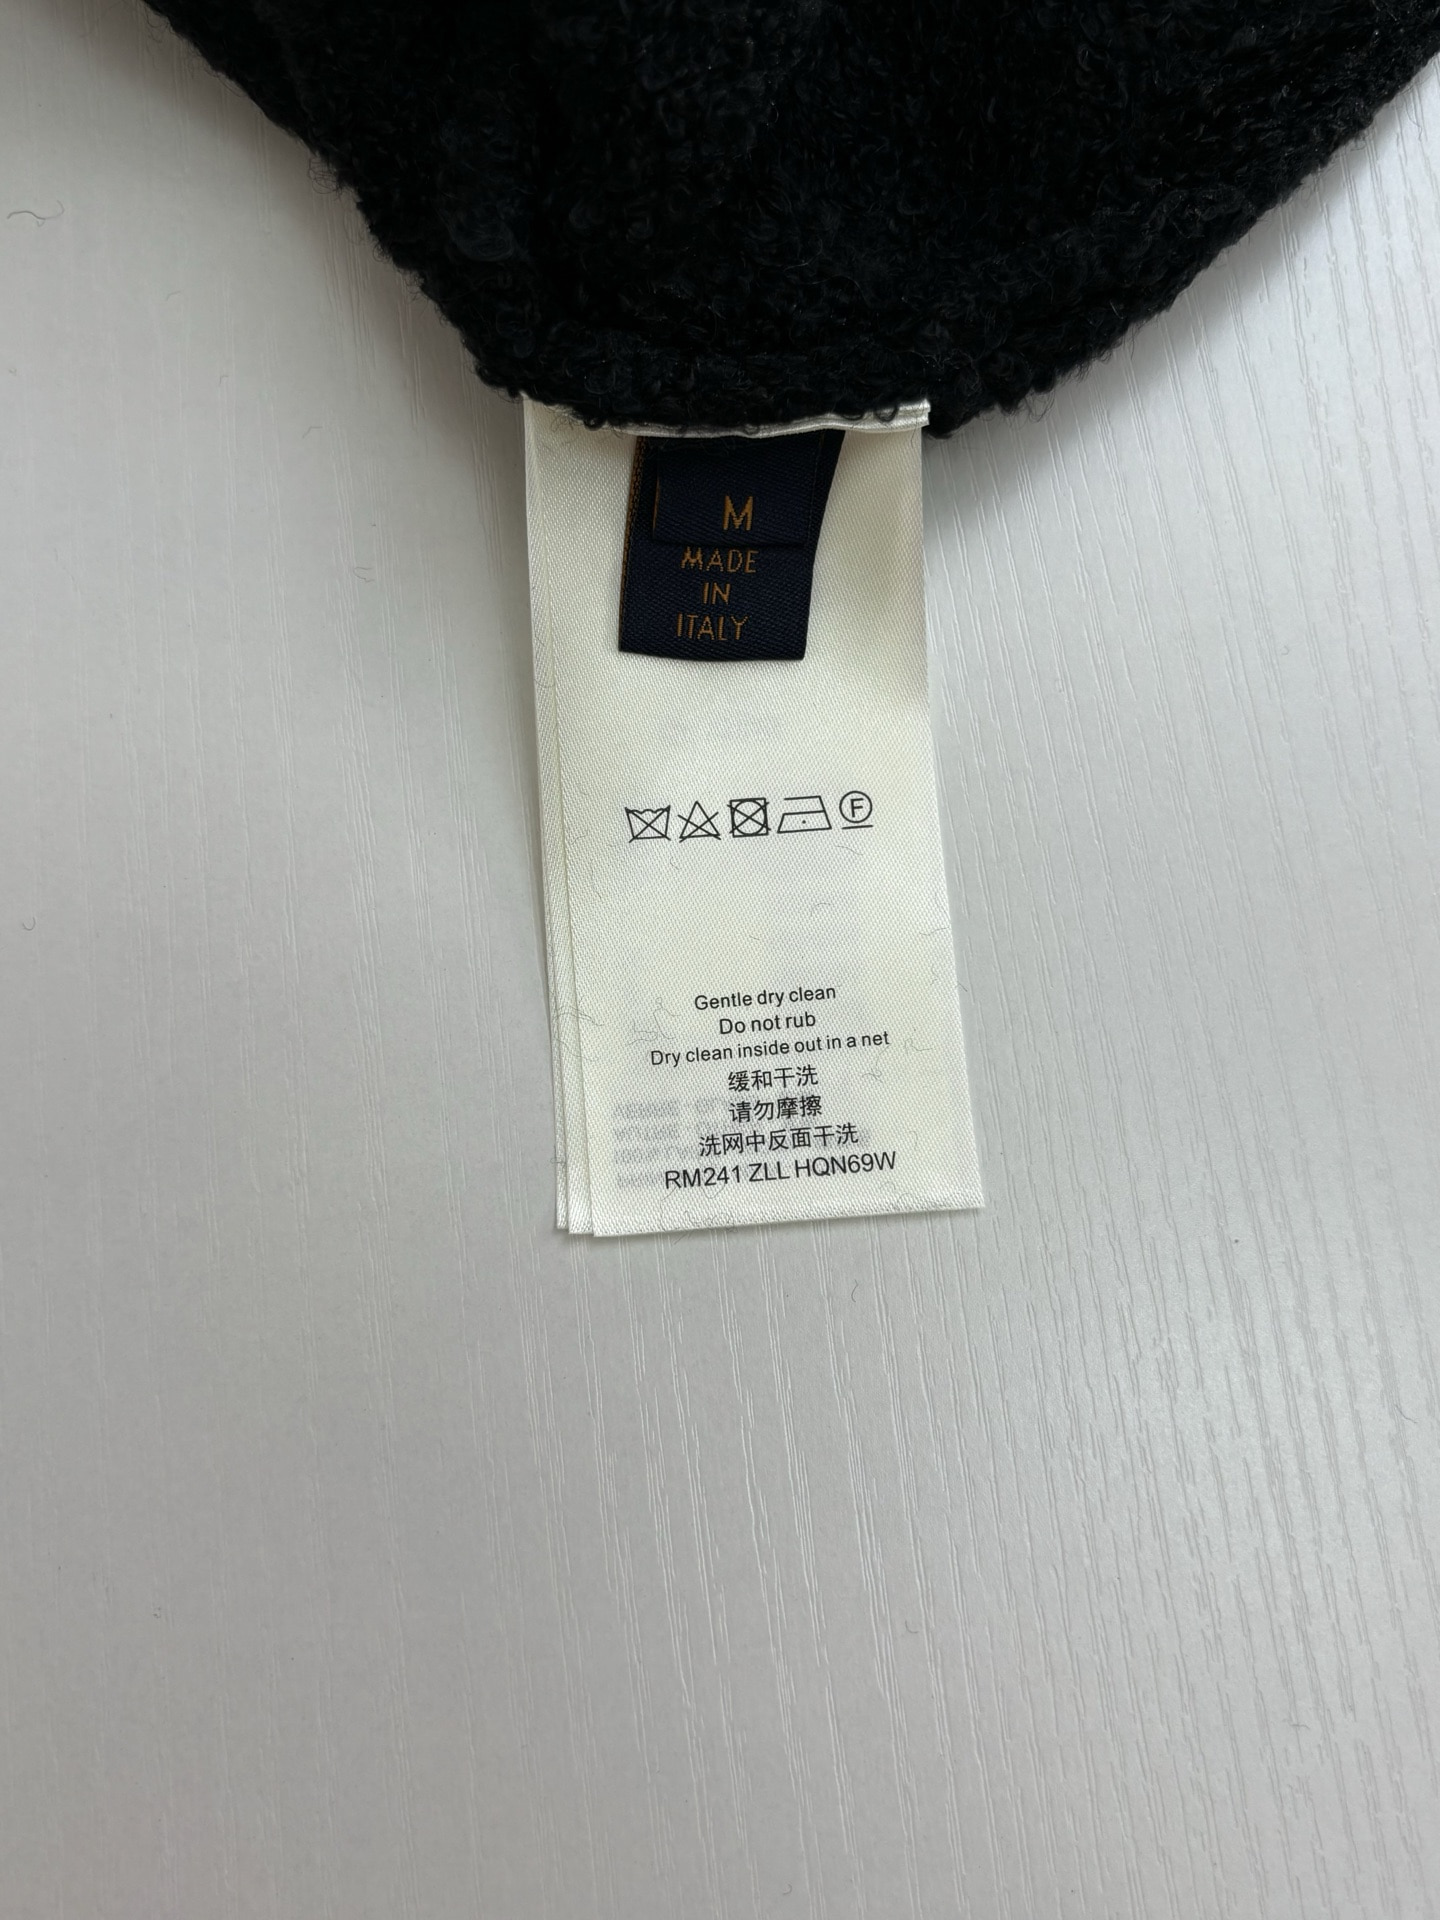 M
MADE
IN
ITALY
F
Gentle dry clean
Do not rub
Dry clean inside out in a net
缓和干洗
请勿摩擦
洗网中反面干洗
RM241 ZLL HQN69W